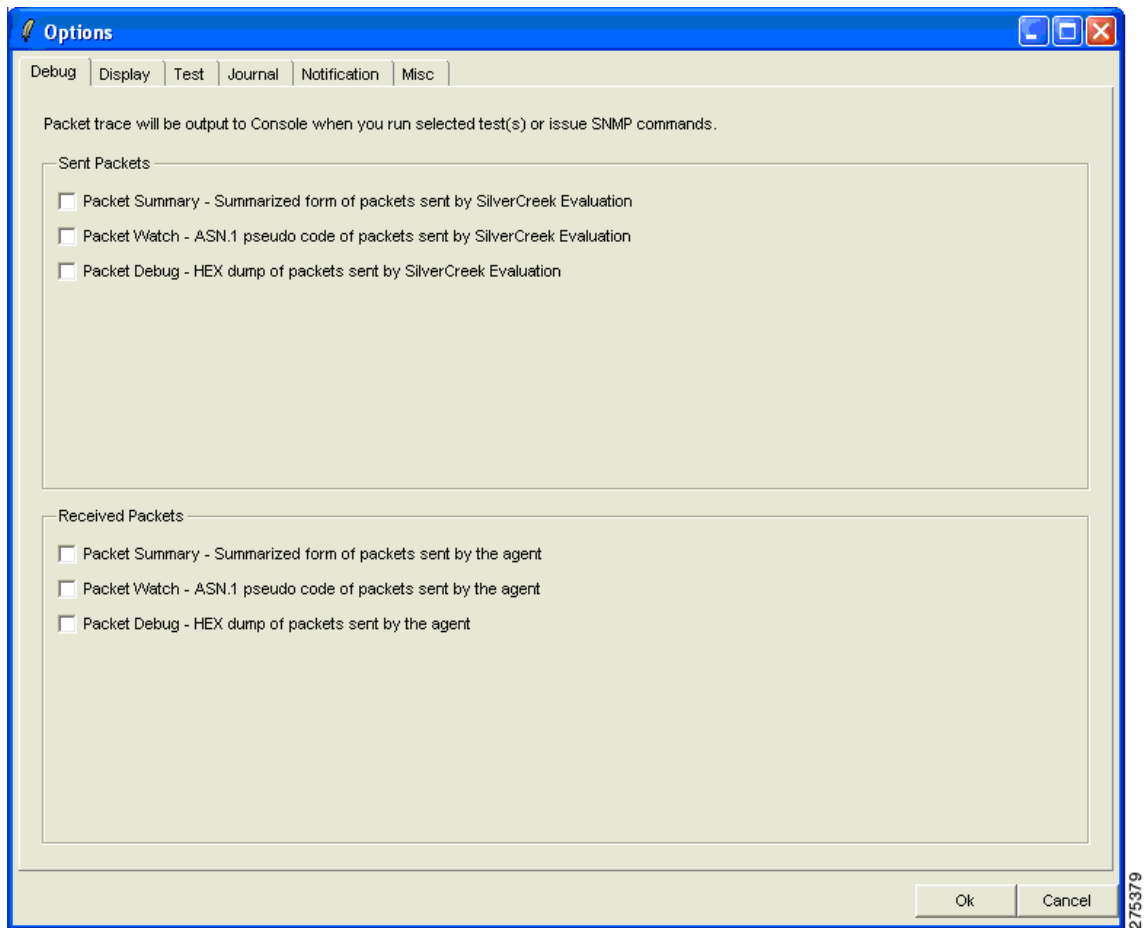 Options
Debug
Display
Test
Journal
Notification
Misc
Packet trace will be output to Console when you run selected test(s) or issue SNMP commands.
Sent Packets
Packet Summary - Summarized form of packets sent by SilverCreek Evaluation
Packet Watch - ASN.1 pseudo code of packets sent by SilverCreek Evaluation
Packet Debug - HEX dump of packets sent by SilverCreek Evaluation
Received Packets
Packet Summary - Summarized form of packets sent by the agent
Packet Watch - ASN.1 pseudo code of packets sent by the agent
Packet Debug - HEX dump of packets sent by the agent
Ok
Cancel
275379